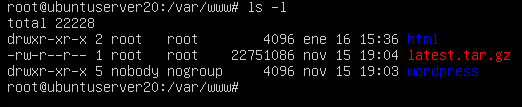 root@ubuntuserver20:/var/www# ls -l
total 22228
drwxr-xr-x 2 root   root       4096 ene 16 15:36 html
-rw-r--r-- 1 root   root   22751086 nov 15 19:04 latest.tar.gz
drwxr-xr-x 5 nobody nogroup    4096 nov 15 19:03 wordpress
root@ubuntuserver20:/var/www#